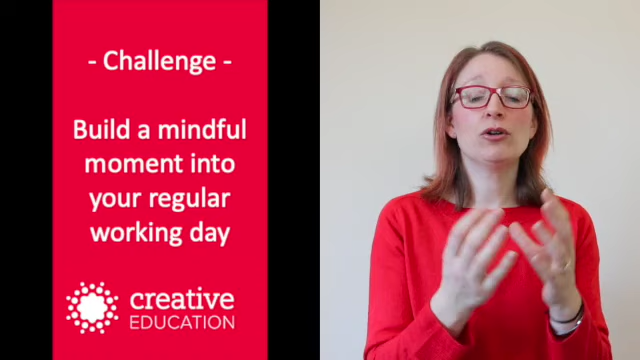 - Challenge -
Build a mindful
moment into
your regular
working day
creative
EDUCATION